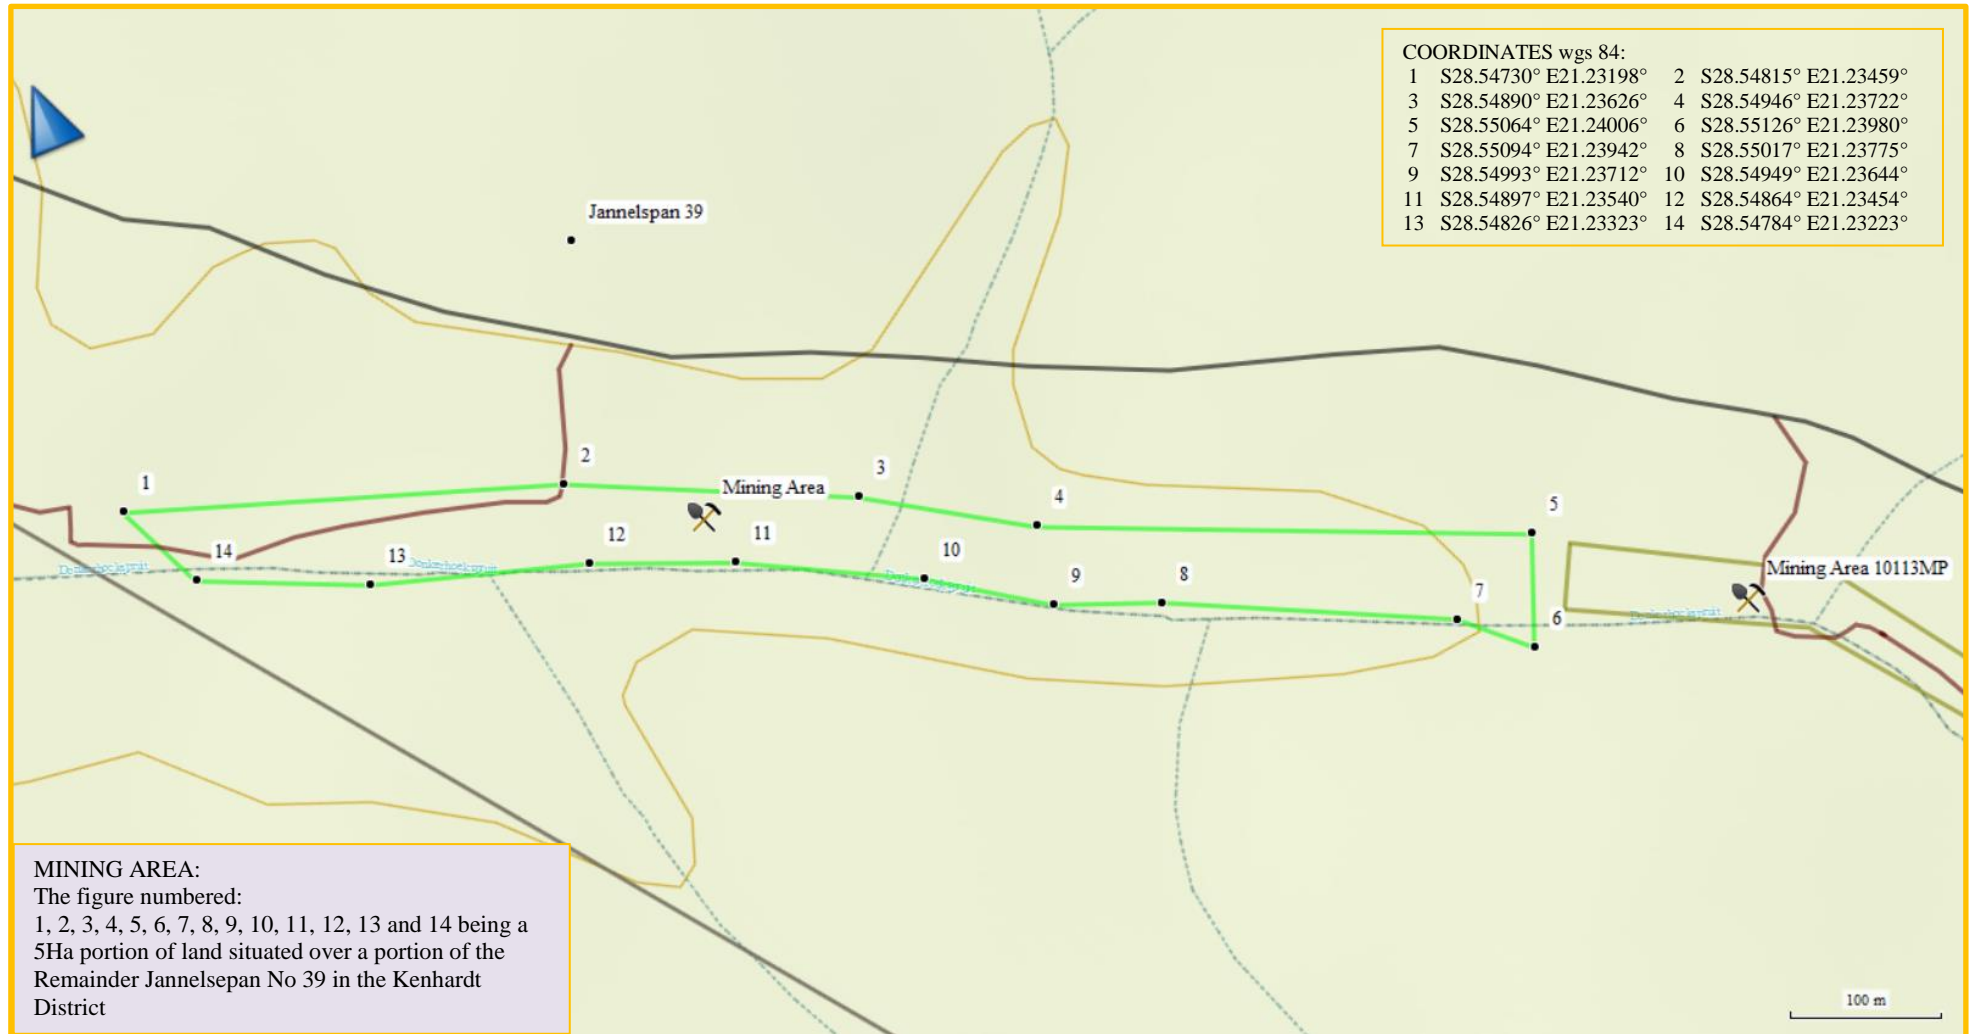 COORDINATES wgs 84:
1 S28.54730° E21.23198° 2 S28.54815° E21.23459°
3 S28.54890° E21.23626° 4 S28.54946° E21.23722°
5 S28.55064° E21.24006° 6 S28.55126° E21.23980°
7 S28.55094° E21.23942° 8 S28.55017° E21.23775°
9 S28.54993° E21.23712° 10 S28.54949° E21.23644°
11 S28.54897° E21.23540° 12 S28.54864° E21.23454°
13 S28.54826° E21.23323° 14 S28.54784° E21.23223°
Jannelspan 39
1
2
Mining Area
3
4
5
14
13
Donkerhoekspruit
12
11
10
Donkerhoekspruit
9
8
7
6
Mining Area 10113MP
Donkerhoekspruit
Donkerhoekspruit
MINING AREA:
The figure numbered:
1, 2, 3, 4, 5, 6, 7, 8, 9, 10, 11, 12, 13 and 14 being a
5Ha portion of land situated over a portion of the
Remainder Jannelsepan No 39 in the Kenhardt
District
100 m